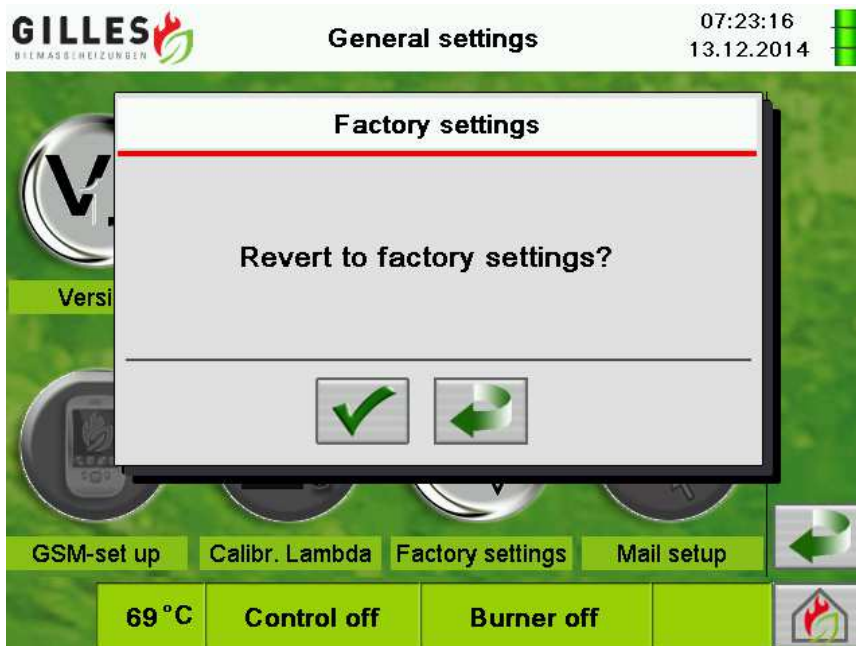 GILLES
BIEMASSEHEIZUNGEN
General settings
07:23:16
13.12.2014
Factory settings
Revert to factory settings?
V
Versi
GSM-set up
Calibr. Lambda
Factory settings
Mail setup
69°C
Control off
Burner off